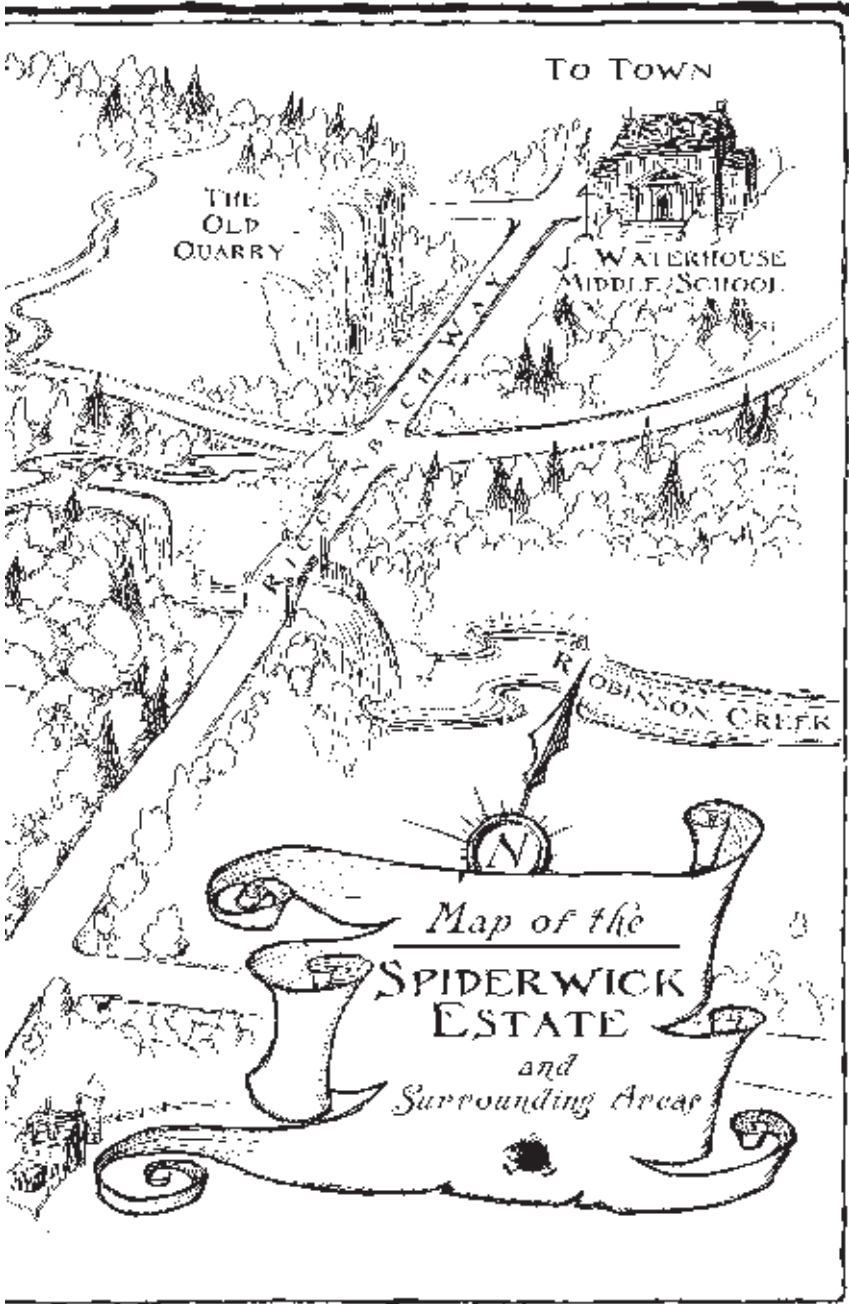 TO TOWN
THE
OLD
QUARRY
J. WATERHOUSE
MIDDLE SCHOOL
RIGGENBACH WAY
ROBINSON CREEK
N
Map of the
SPIDERWICK
ESTATE
and
Surrounding Areas